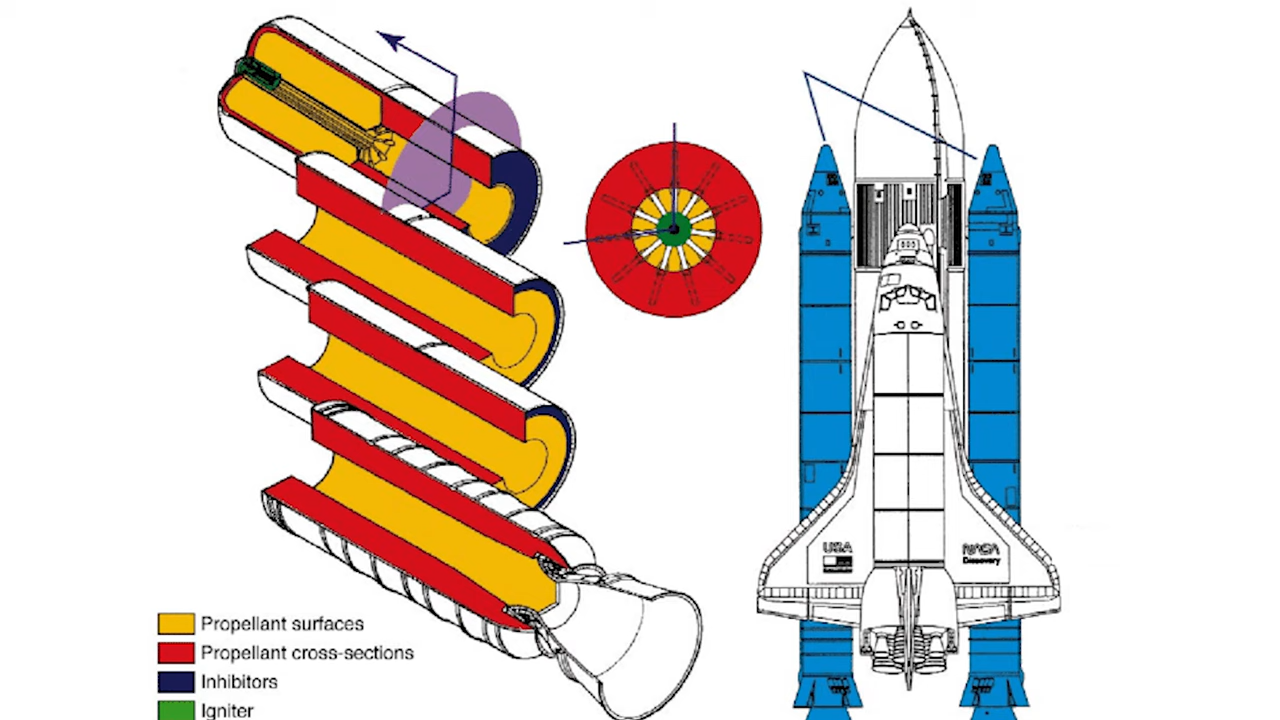 Propellant surfaces
Propellant cross-sections
Inhibitors
Igniter
USA
NASA
Discovery